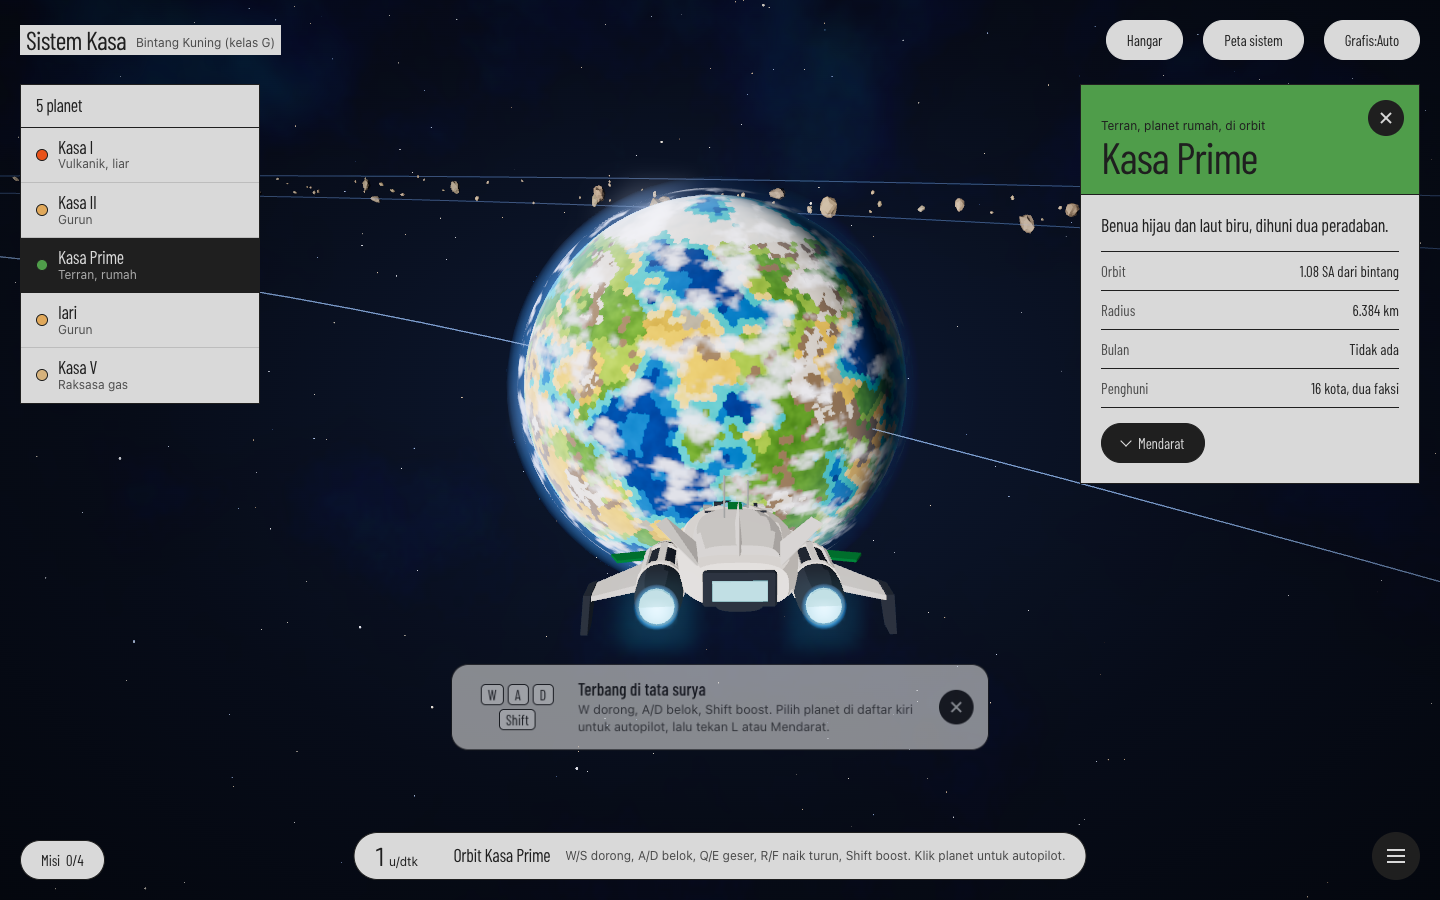 Sistem Kasa Bintang Kuning (kelas G)
Hangar
Peta sistem
Grafis:Auto
5 planet
Kasa I
Vulkanik, liar
Kasa II
Gurun
Kasa Prime
Terran, rumah
Iari
Gurun
Kasa V
Raksasa gas
Terran, planet rumah, di orbit
Kasa Prime
Benua hijau dan laut biru, dihuni dua peradaban.
Orbit 1.08 SA dari bintang
Radius 6.384 km
Bulan Tidak ada
Penghuni 16 kota, dua faksi
Mendarat
W A D
Shift
Terbang di tata surya
W dorong, A/D belok, Shift boost. Pilih planet di daftar kiri
untuk autopilot, lalu tekan L atau Mendarat.
Misi 0/4
1 u/dtk Orbit Kasa Prime W/S dorong, A/D belok, Q/E geser, R/F naik turun, Shift boost. Klik planet untuk autopilot.